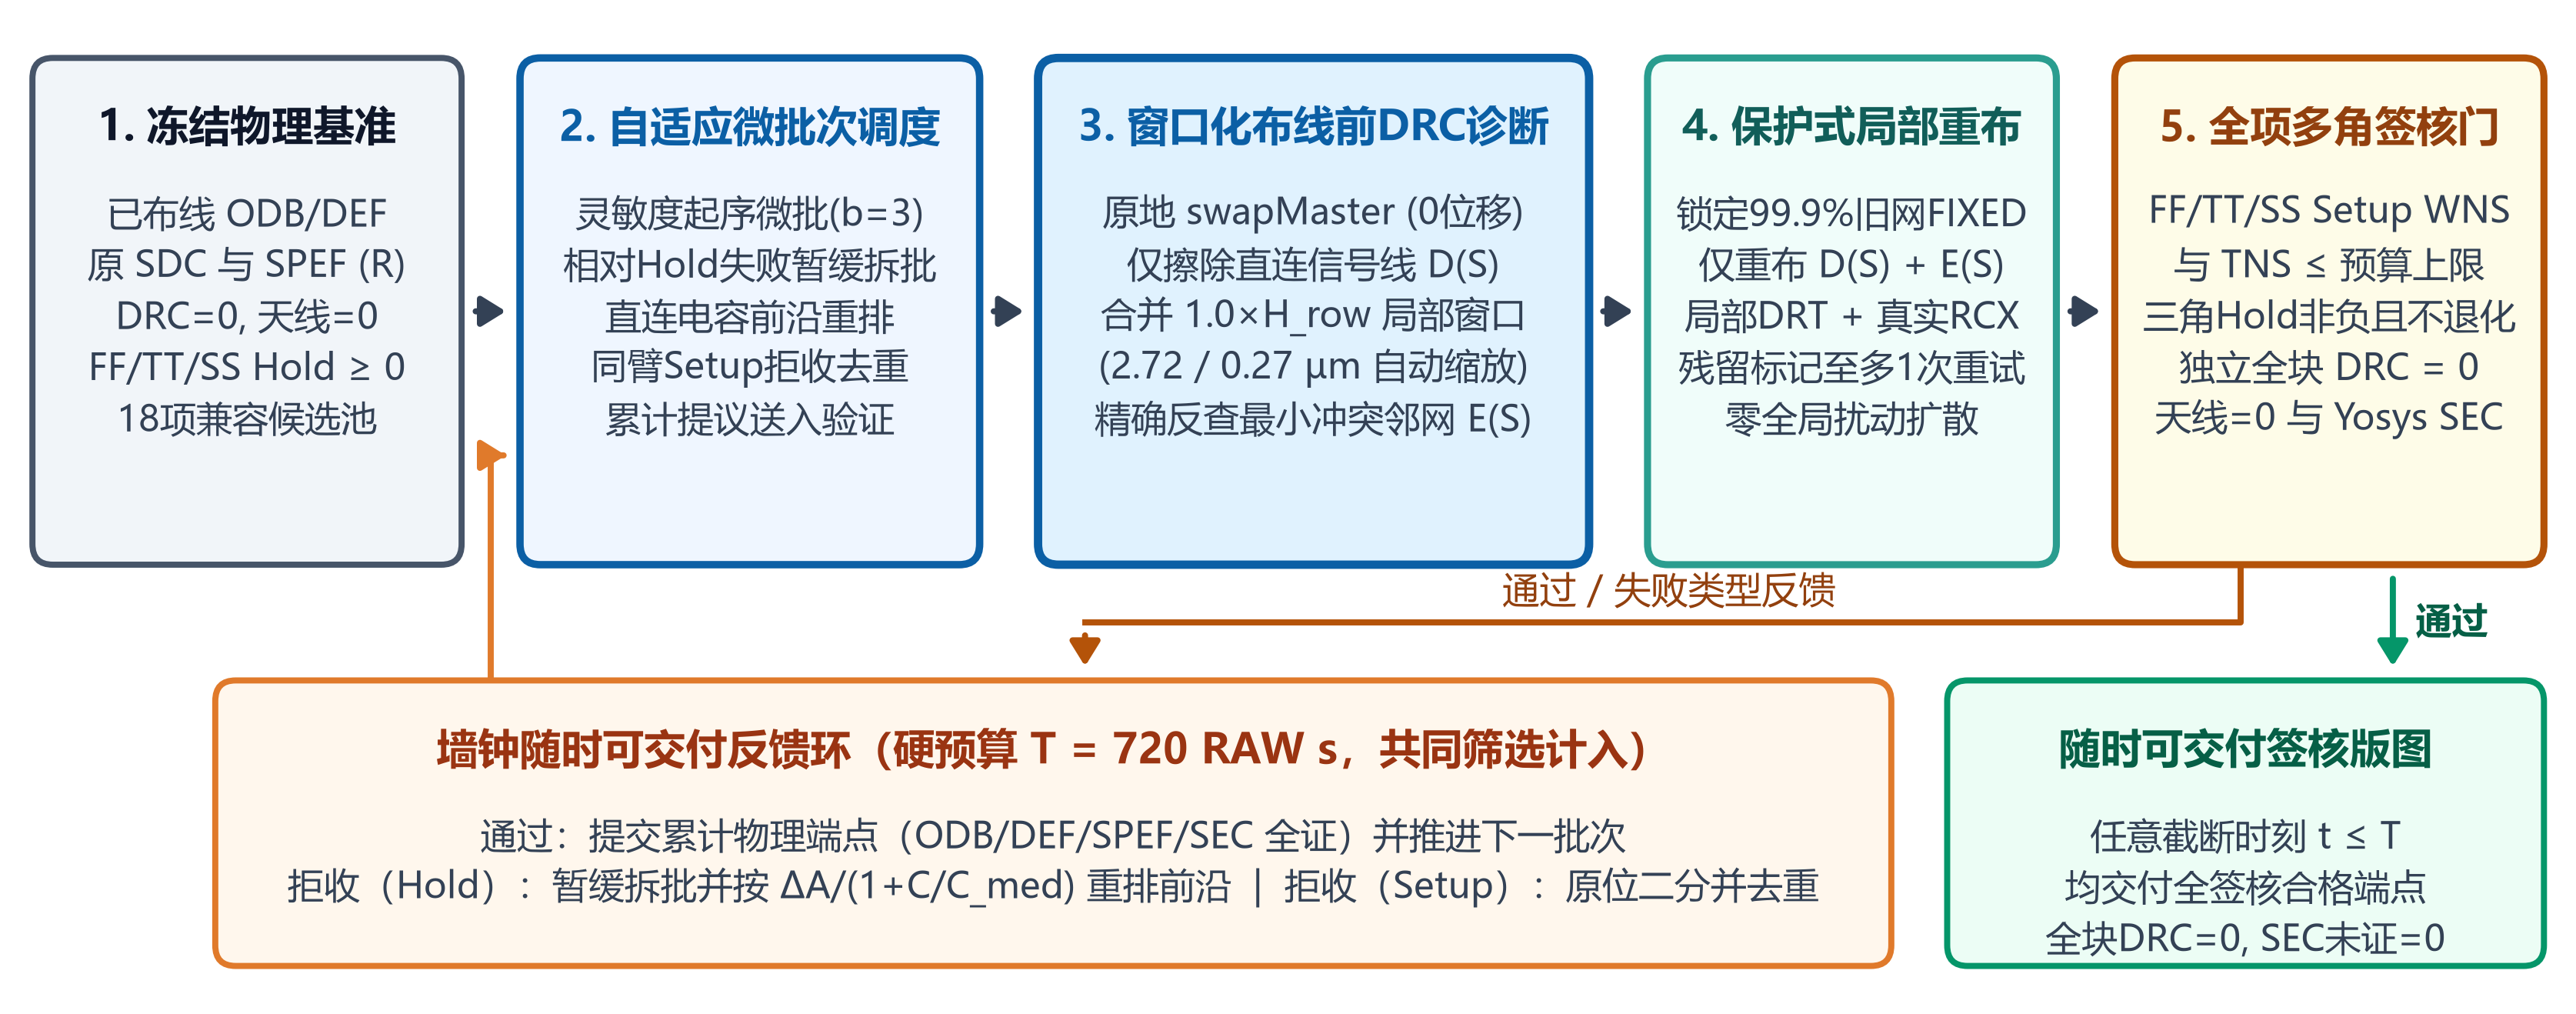 1. 冻结物理基准
已布线 ODB/DEF
原 SDC 与 SPEF (R)
DRC=0, 天线=0
FF/TT/SS Hold ≥ 0
18项兼容候选池
2. 自适应微批次调度
灵敏度起序微批(b=3)
相对Hold失败暂缓拆批
直连电容前沿重排
同臂Setup拒收去重
累计提议送入验证
3. 窗口化布线前DRC诊断
原地 swapMaster (0位移)
仅擦除直连信号线 D(S)
合并 1.0×H_row 局部窗口
(2.72 / 0.27 μm 自动缩放)
精确反查最小冲突邻网 E(S)
4. 保护式局部重布
锁定99.9%旧网FIXED
仅重布 D(S) + E(S)
局部DRT + 真实RCX
残留标记至多1次重试
零全局扰动扩散
5. 全项多角签核门
FF/TT/SS Setup WNS
与 TNS ≤ 预算上限
三角Hold非负且不退化
独立全块 DRC = 0
天线=0 与 Yosys SEC
通过 / 失败类型反馈
通过
墙钟随时可交付反馈环（硬预算 T = 720 RAW s，共同筛选计入）
通过：提交累计物理端点（ODB/DEF/SPEF/SEC 全证）并推进下一批次
拒收（Hold）：暂缓拆批并按 ΔA/(1+C/C_med) 重排前沿 | 拒收（Setup）：原位二分并去重
随时可交付签核版图
任意截断时刻 t ≤ T
均交付全签核合格端点
全块DRC=0, SEC未证=0